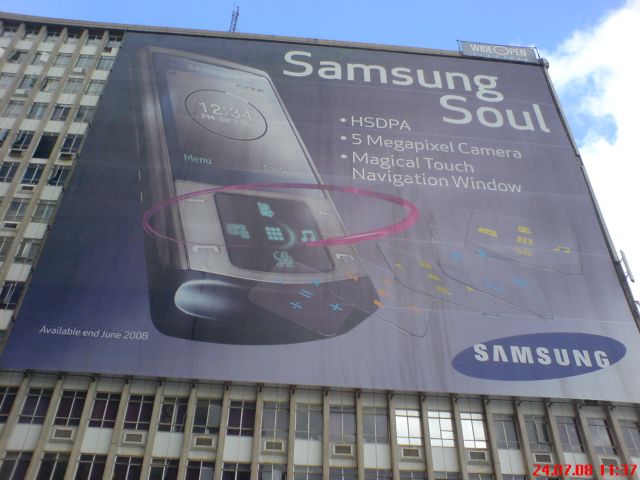 WIDEOPEN
Samsung
Soul
• HSDPA
• 5 Megapixel Camera
• Magical Touch
Navigation Window
12:34
Menu
Available end June 2008
SAMSUNG
24.07.08 11:37